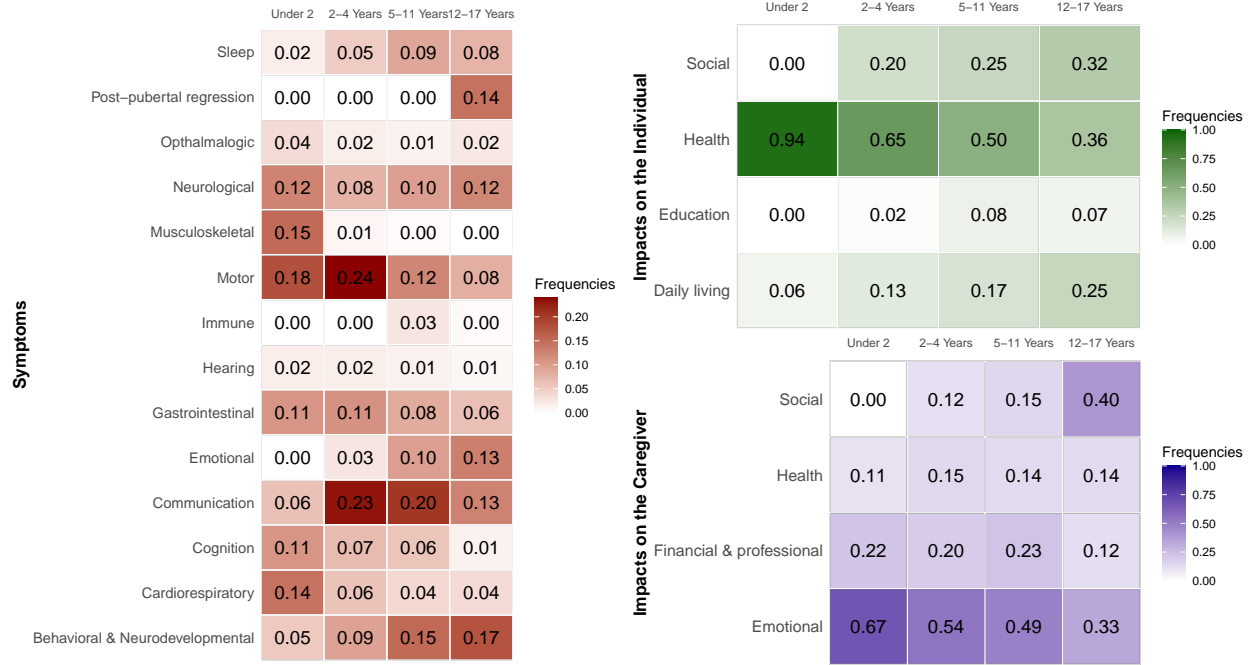 Under 2 2–4 Years 5–11 Years 12–17 Years
Symptoms
Sleep 0.02 0.05 0.09 0.08
Post–pubertal regression 0.00 0.00 0.00 0.14
Opthalmologic 0.04 0.02 0.01 0.02
Neurological 0.12 0.08 0.10 0.12
Musculoskeletal 0.15 0.01 0.00 0.00
Motor 0.18 0.24 0.12 0.08
Immune 0.00 0.00 0.03 0.00
Hearing 0.02 0.02 0.01 0.01
Gastrointestinal 0.11 0.11 0.08 0.06
Emotional 0.00 0.03 0.10 0.13
Communication 0.06 0.23 0.20 0.13
Cognition 0.11 0.07 0.06 0.01
Cardiorespiratory 0.14 0.06 0.04 0.04
Behavioral & Neurodevelopmental 0.05 0.09 0.15 0.17
Frequencies
0.20
0.15
0.10
0.05
0.00
Under 2 2–4 Years 5–11 Years 12–17 Years
Impacts on the Individual
Social 0.00 0.20 0.25 0.32
Health 0.94 0.65 0.50 0.36
Education 0.00 0.02 0.08 0.07
Daily living 0.06 0.13 0.17 0.25
Frequencies
1.00
0.75
0.50
0.25
0.00
Under 2 2–4 Years 5–11 Years 12–17 Years
Impacts on the Caregiver
Social 0.00 0.12 0.15 0.40
Health 0.11 0.15 0.14 0.14
Financial & professional 0.22 0.20 0.23 0.12
Emotional 0.67 0.54 0.49 0.33
Frequencies
1.00
0.75
0.50
0.25
0.00